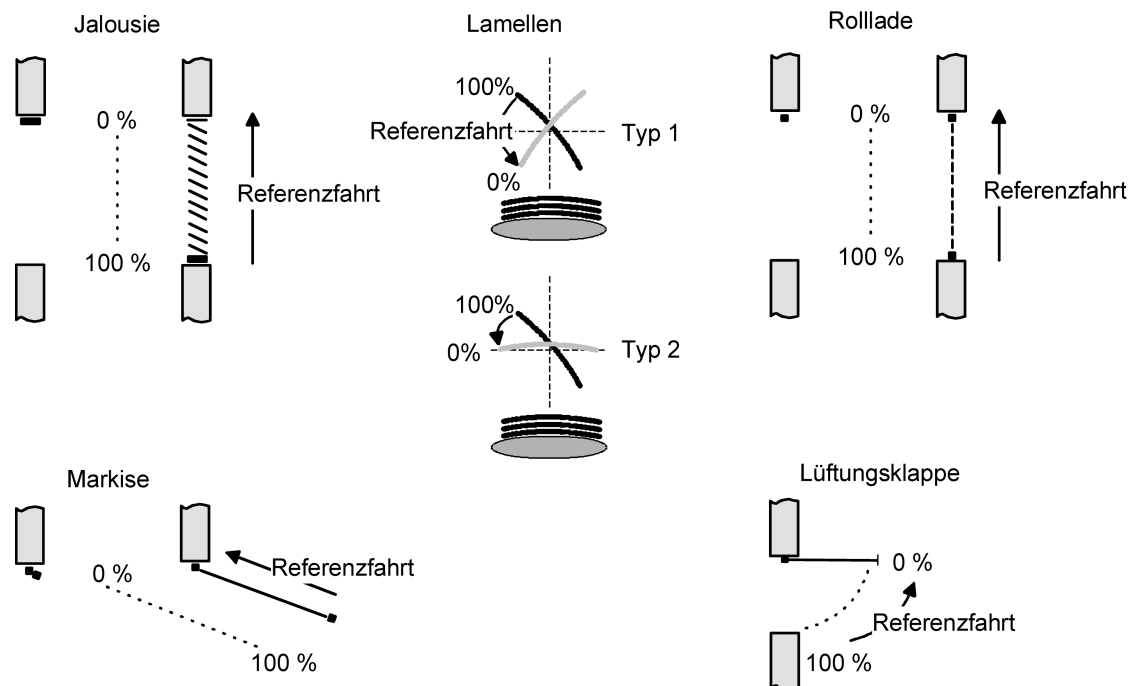 Jalousie
0 %
Referenzfahrt
100 %
Lamellen
100%
Referenzfahrt
Typ 1
0%
100%
0%
Typ 2
Rolllade
0 %
Referenzfahrt
100 %
Markise
0 %
Referenzfahrt
100 %
Lüftungsklappe
0 %
Referenzfahrt
100 %